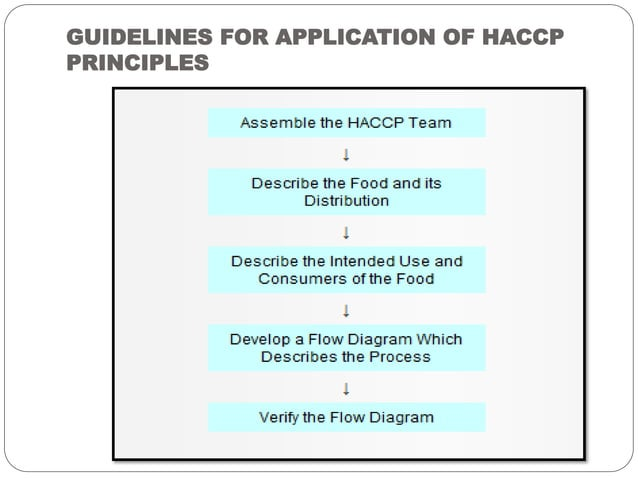 GUIDELINES FOR APPLICATION OF HACCP
PRINCIPLES
Assemble the HACCP Team
↓
Describe the Food and its
Distribution
↓
Describe the Intended Use and
Consumers of the Food
↓
Develop a Flow Diagram Which
Describes the Process
↓
Verify the Flow Diagram